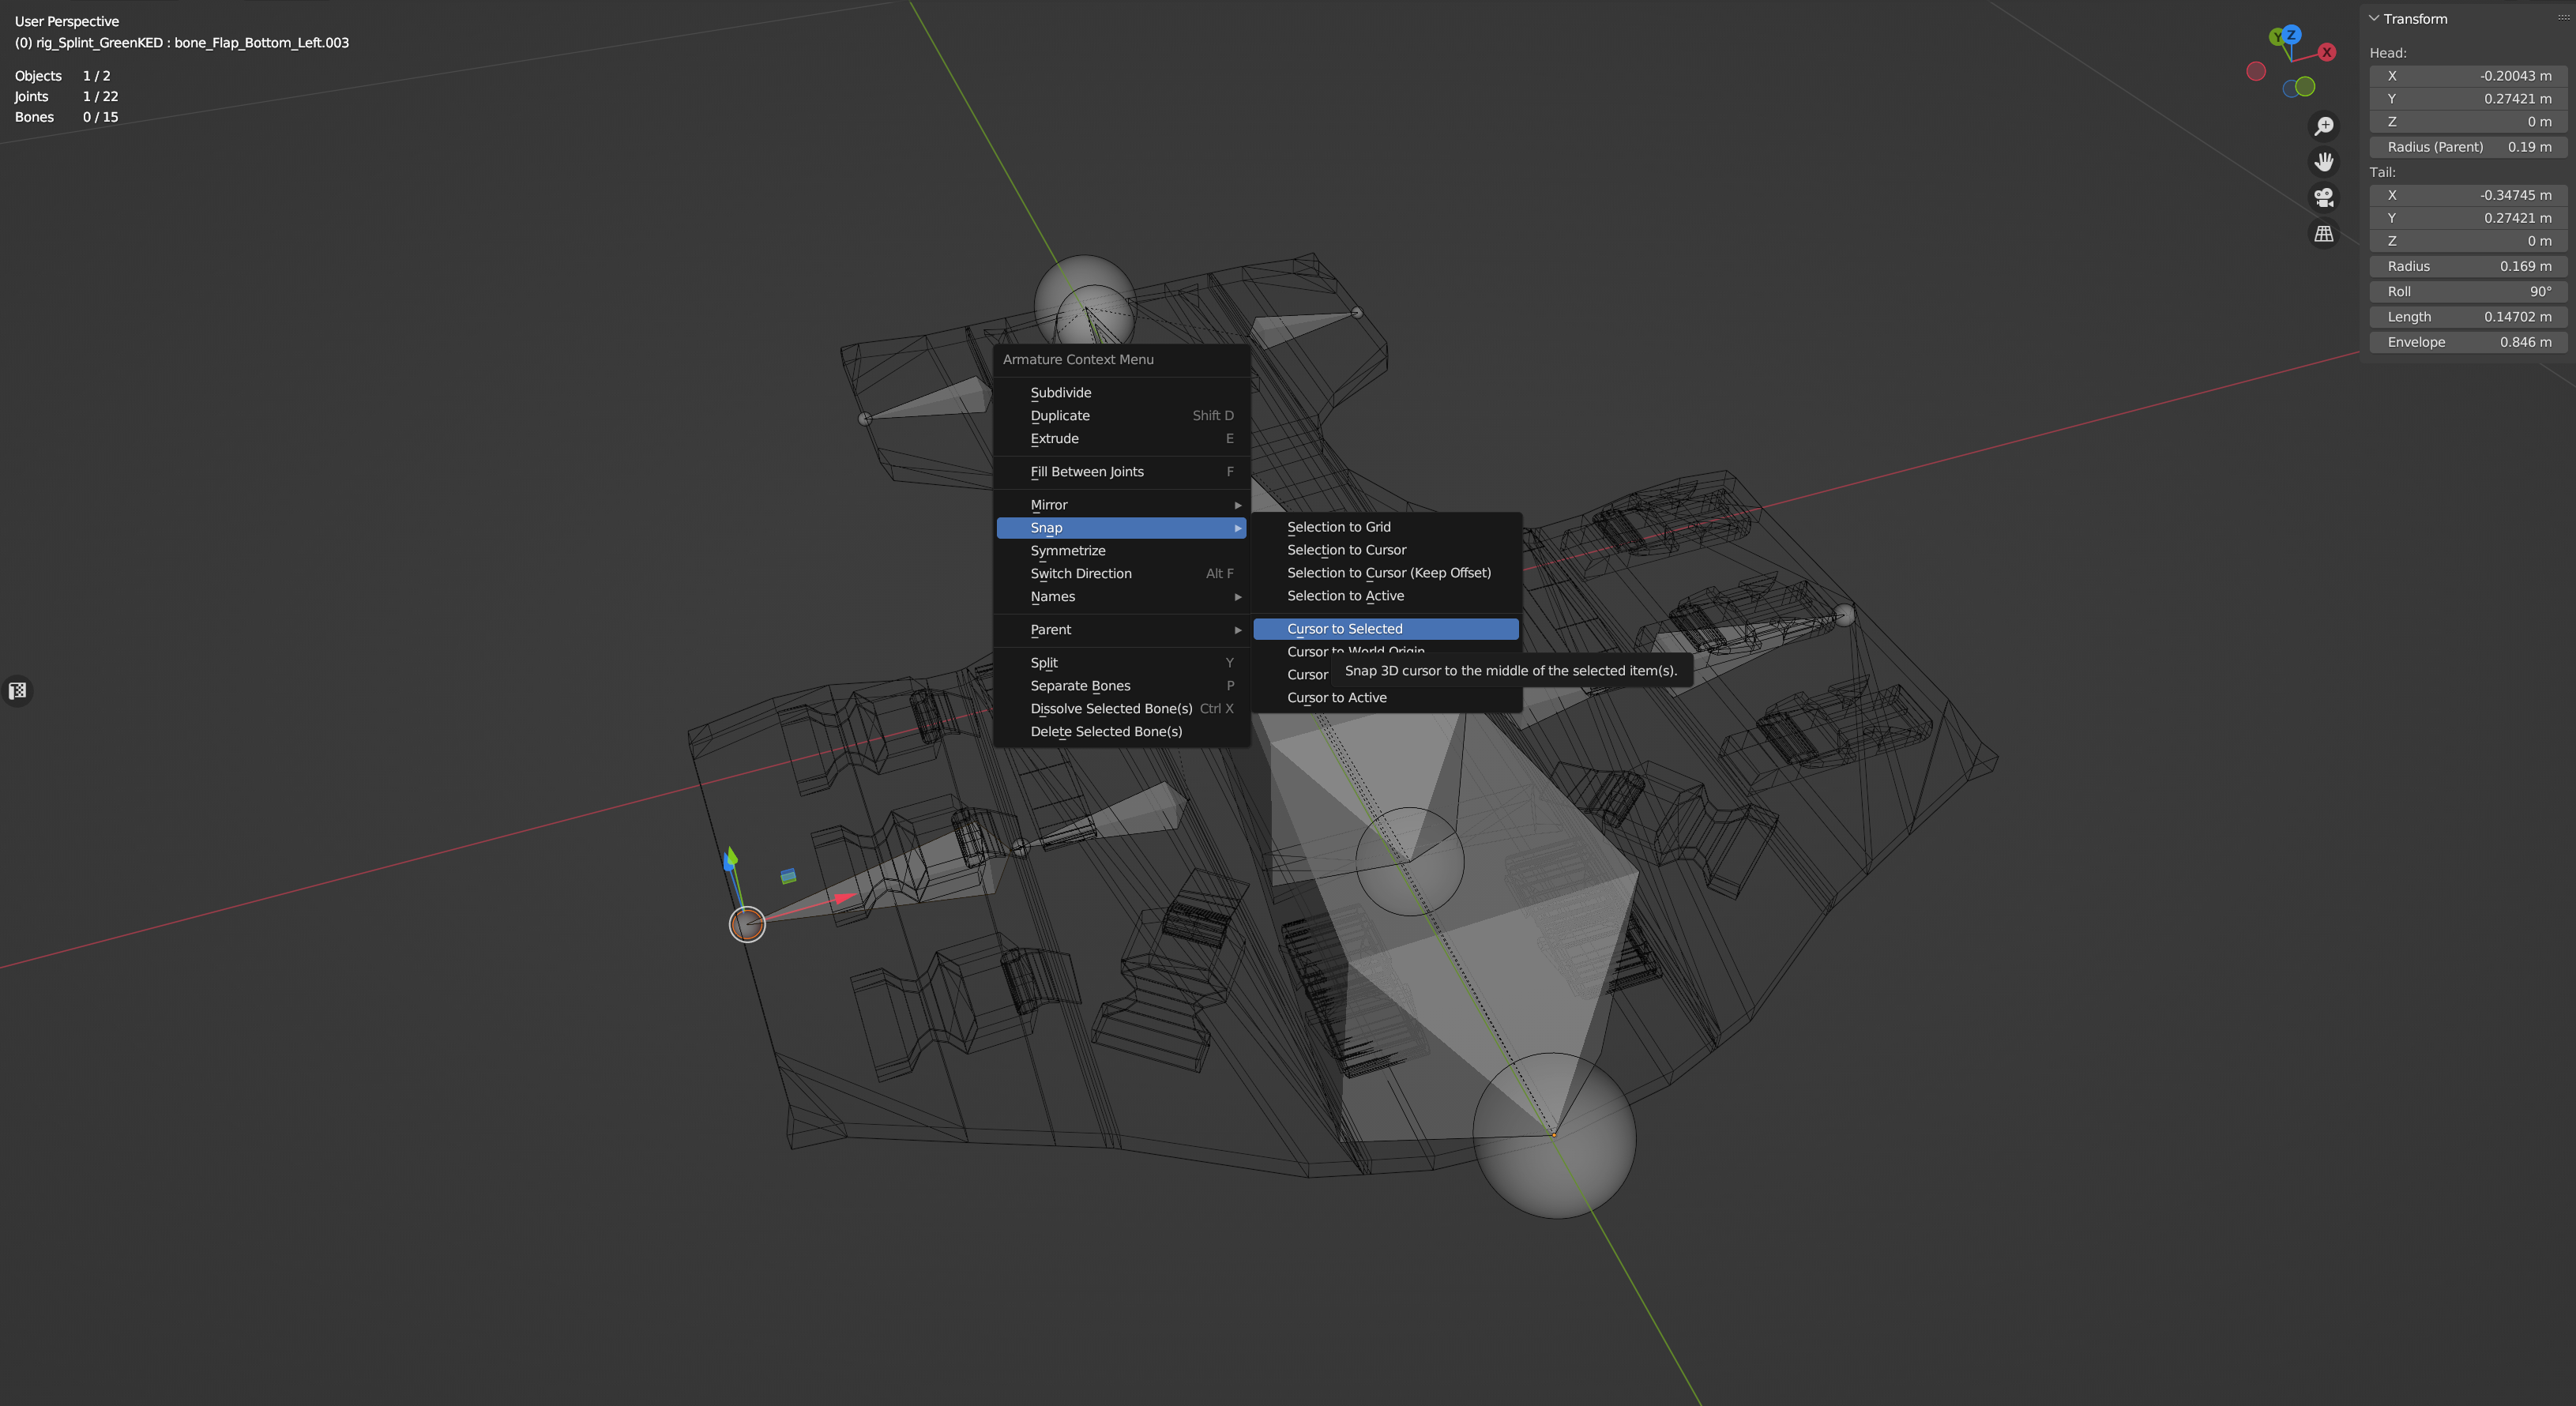 User Perspective
(0) rig_Splint_GreenKED : bone_Flap_Bottom_Left.003
Objects 1 / 2
Joints 1 / 22
Bones 0 / 15
Y
Z
X
Transform
Head:
X -0.20043 m
Y 0.27421 m
Z 0 m
Radius (Parent) 0.19 m
Tail:
X -0.34745 m
Y 0.27421 m
Z 0 m
Radius 0.169 m
Roll 90°
Length 0.14702 m
Envelope 0.846 m
Armature Context Menu
Subdivide
Duplicate Shift D
Extrude E
Fill Between Joints F
Mirror
Snap
Symmetrize
Switch Direction Alt F
Names
Parent
Split Y
Separate Bones P
Dissolve Selected Bone(s) Ctrl X
Delete Selected Bone(s)
Selection to Grid
Selection to Cursor
Selection to Cursor (Keep Offset)
Selection to Active
Cursor to Selected
Cursor to World Origin
Cursor
Snap 3D cursor to the middle of the selected item(s).
Cursor to Active